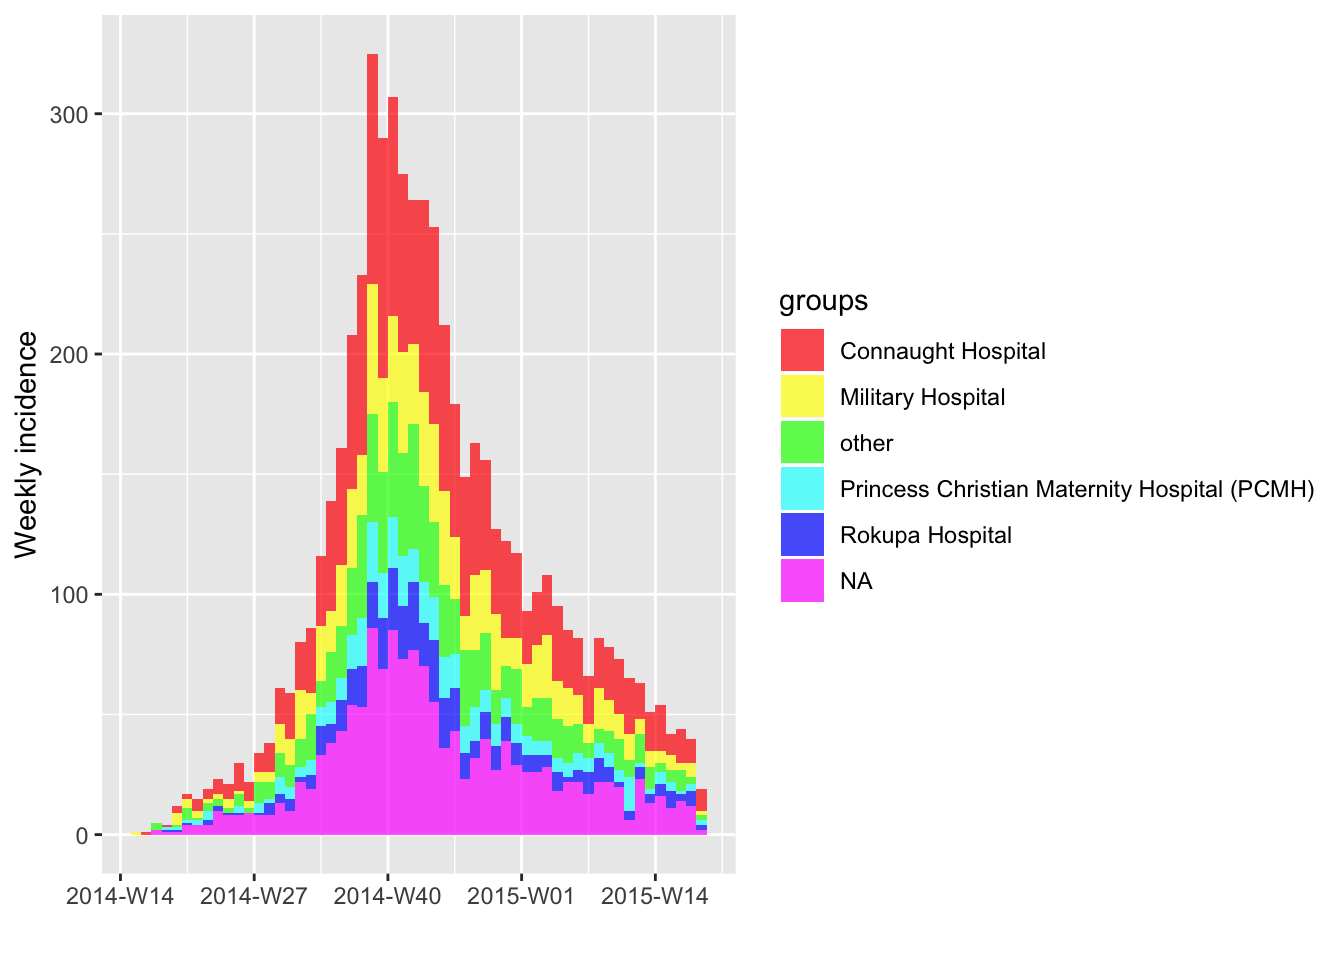 Weekly incidence
300
200
100
0
2014-W14 2014-W27 2014-W40 2015-W01 2015-W14
groups
Connaught Hospital
Military Hospital
other
Princess Christian Maternity Hospital (PCMH)
Rokupa Hospital
NA